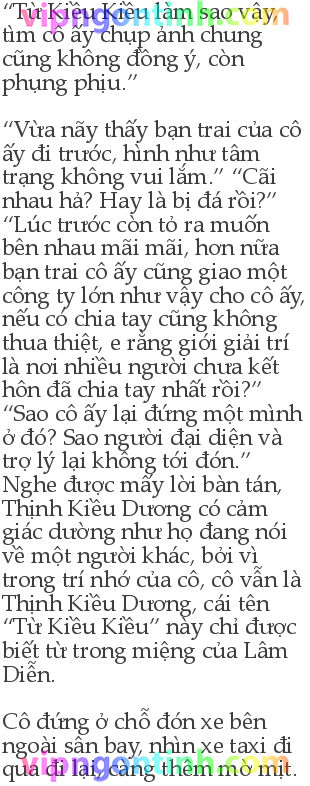 “Từ Kiều Kiều làm sao vậy,
tìm cô ấy chụp ảnh chung
cũng không đồng ý, còn
phụng phịu.”
“Vừa nãy thấy bạn trai của cô
ấy đi trước, hình như tâm
trạng không vui lắm.” “Cãi
nhau hả? Hay là bị đá rồi?”
“Lúc trước còn tỏ ra muốn
bên nhau mãi mãi, hơn nữa
bạn trai cô ấy cũng giao một
công ty lớn như vậy cho cô ấy,
nếu có chia tay cũng không
thua thiệt, e rằng giới giải trí
là nơi nhiều người chưa kết
hôn đã chia tay nhất rồi?”
“Sao cô ấy lại đứng một mình
ở đó? Sao người đại diện và
trợ lý lại không tới đón.”
Nghe được mấy lời bàn tán,
Thịnh Kiều Dương có cảm
giác dường như họ đang nói
về một người khác, bởi vì
trong trí nhớ của cô, cô vẫn là
Thịnh Kiều Dương, cái tên
“Từ Kiều Kiều” này chỉ được
biết từ trong miệng của Lâm
Diễn.
Cô đứng ở chỗ đón xe bên
ngoài sân bay, nhìn xe taxi đi
qua đi lại, càng thêm mờ mịt.
vipngontinh.com
vipngontinh.com